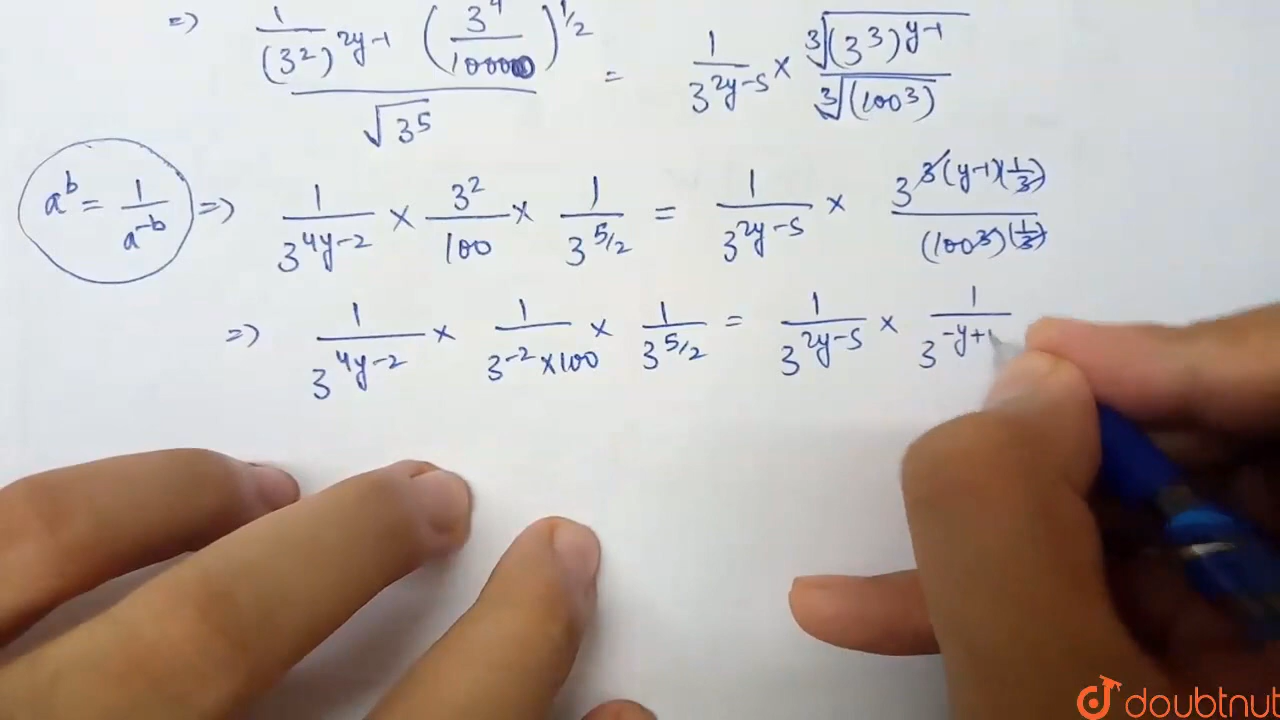 => (1/(3²)^(2y-1) (3⁴/10000)^(1/2))/√3⁵ = 1/3^(2y-5) × ∛(3³)^(y-1)/∛(100³)
a^b = 1/a^(-b) => 1/3^(4y-2) × 3²/100 × 1/3^(5/2) = 1/3^(2y-5) × 3^(3(y-1)(1/3))/(100³)^(1/3)
=> 1/3^(4y-2) × 1/(3^(-2)×100) × 1/3^(5/2) = 1/3^(2y-5) × 1/3^(-y+1)
doubtnut